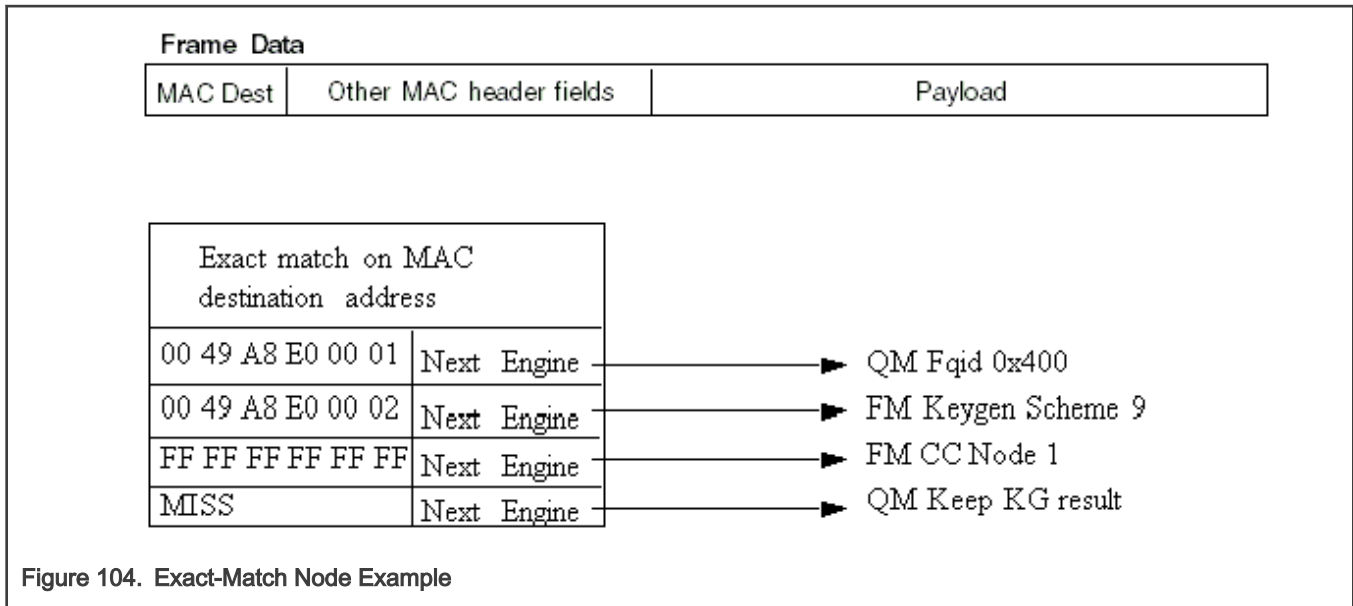 Frame Data
MAC Dest Other MAC header fields Payload
Exact match on MAC
destination address
00 49 A8 E0 00 01 Next Engine QM Fqid 0x400
00 49 A8 E0 00 02 Next Engine FM Keygen Scheme 9
FF FF FF FF FF FF Next Engine FM CC Node 1
MISS Next Engine QM Keep KG result
Figure 104. Exact-Match Node Example